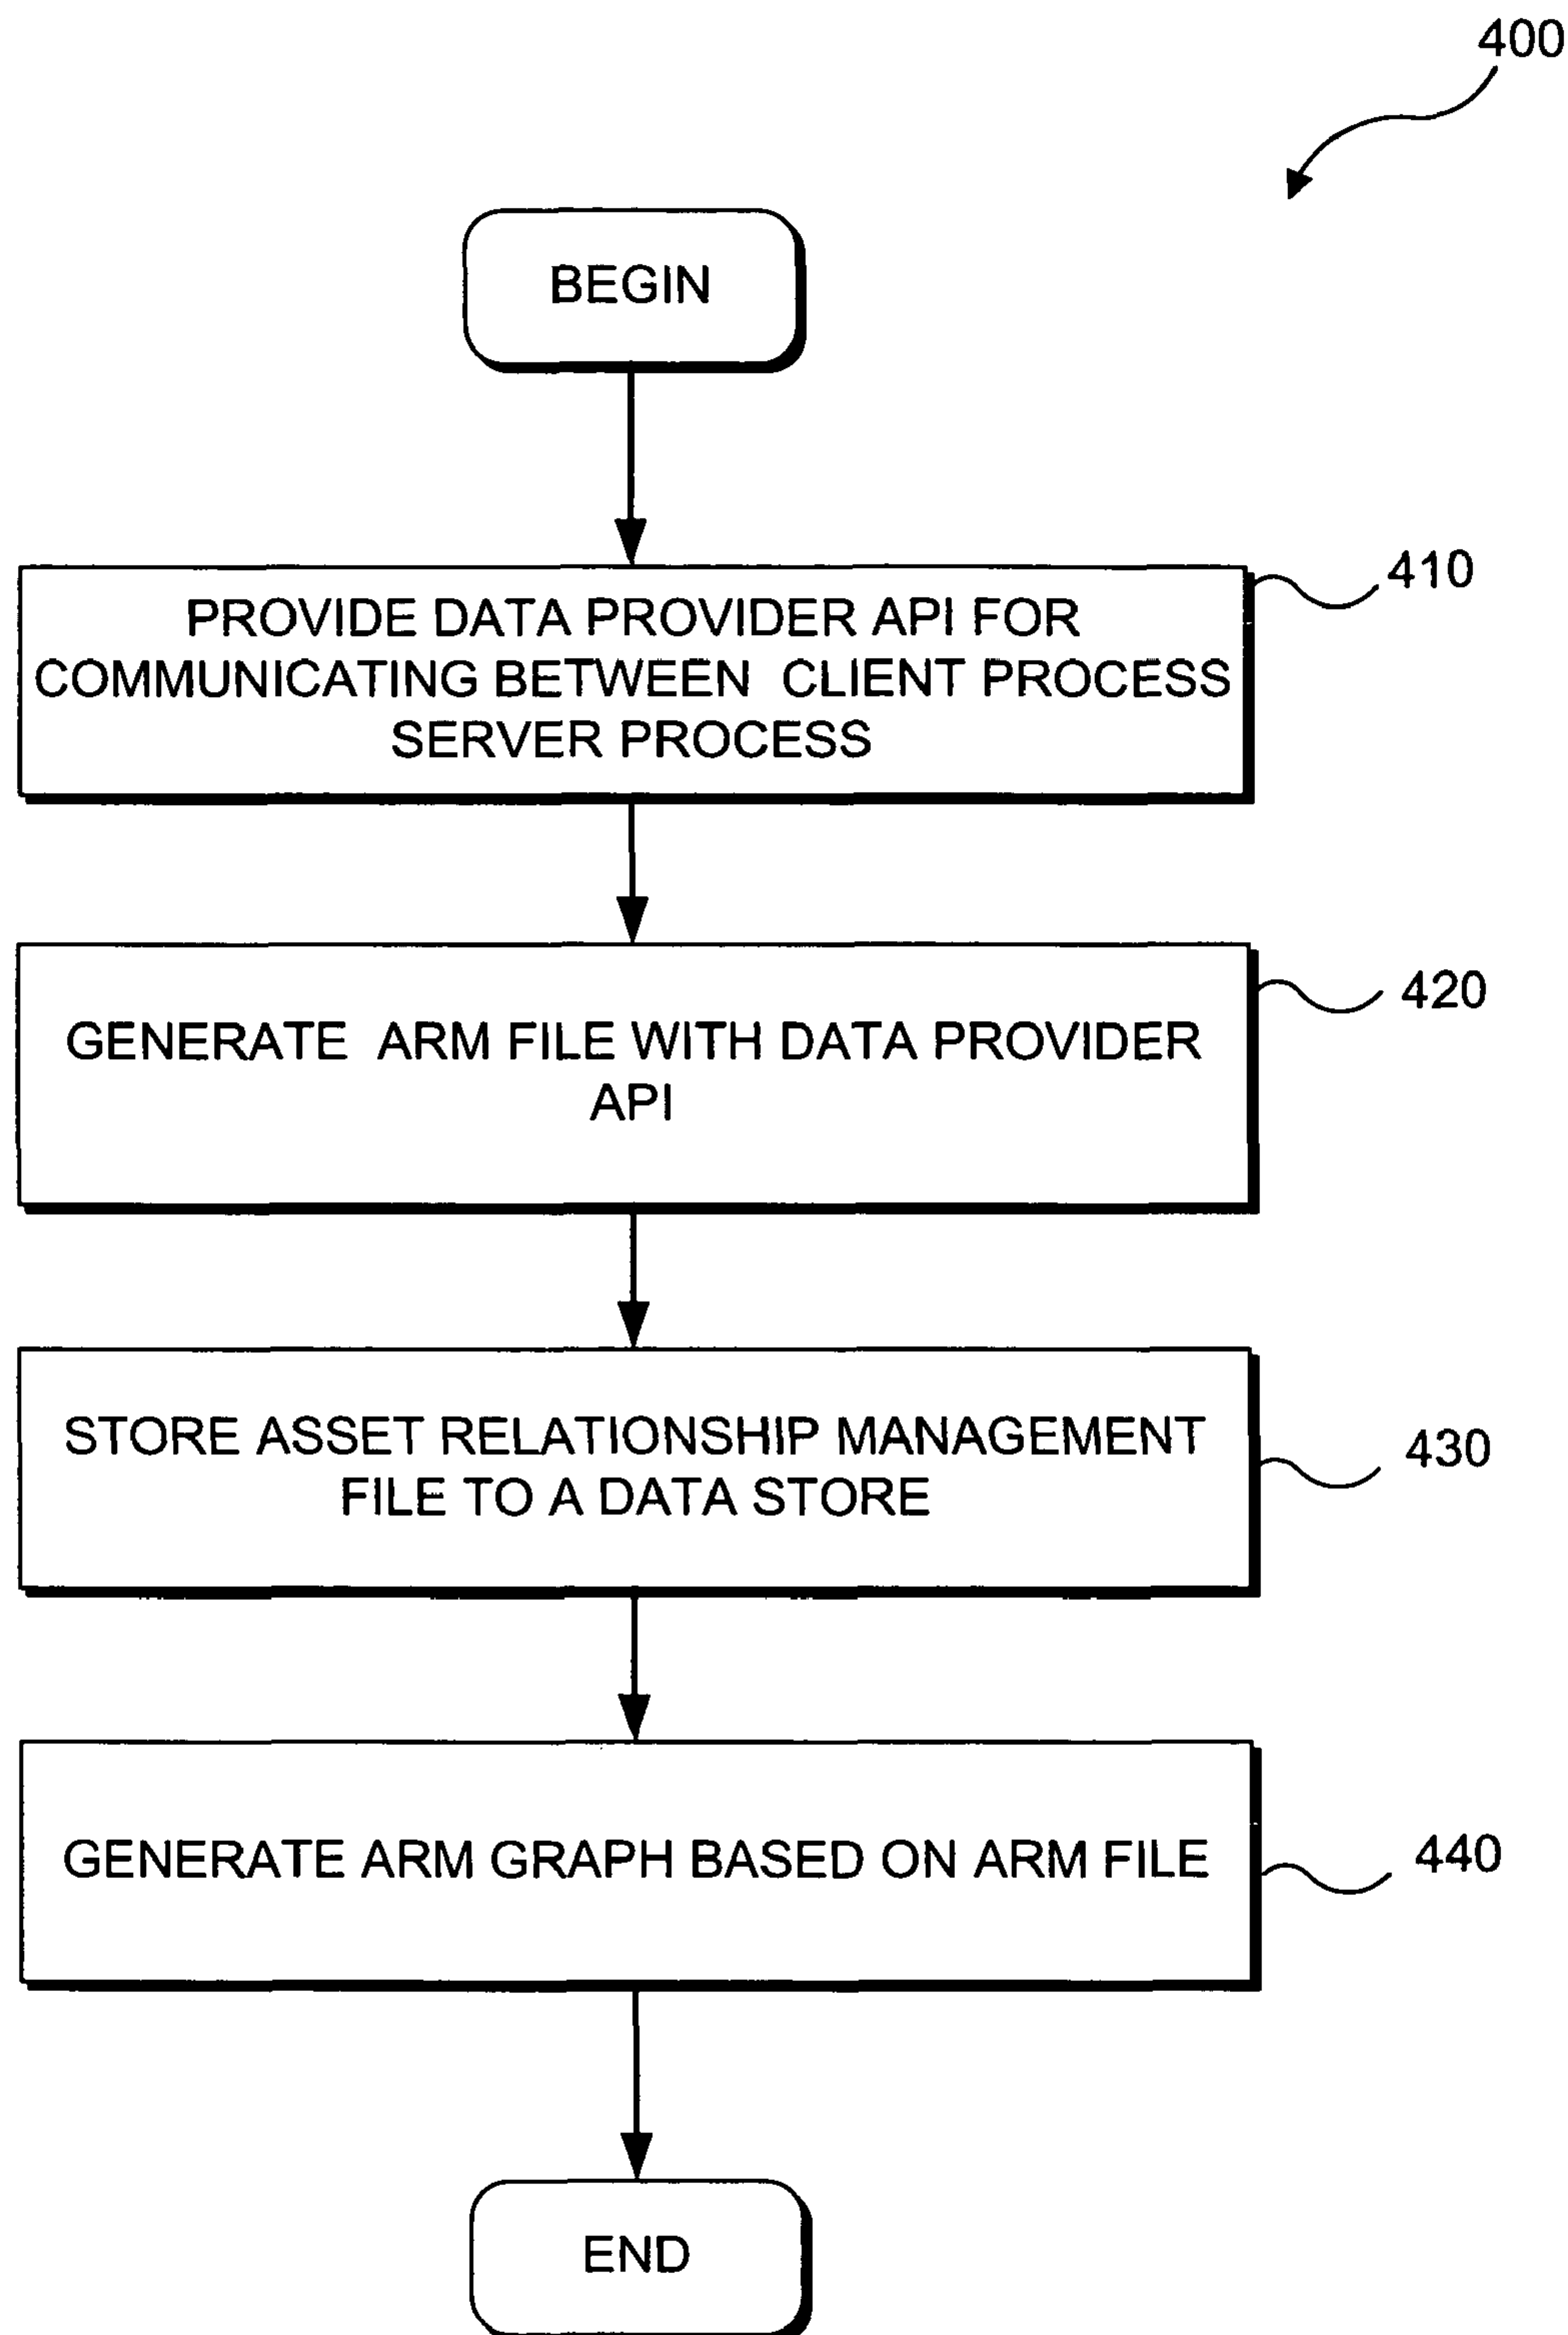 400
BEGIN
410
PROVIDE DATA PROVIDER API FOR
COMMUNICATING BETWEEN CLIENT PROCESS
SERVER PROCESS
420
GENERATE ARM FILE WITH DATA PROVIDER
API
430
STORE ASSET RELATIONSHIP MANAGEMENT
FILE TO A DATA STORE
440
GENERATE ARM GRAPH BASED ON ARM FILE
END